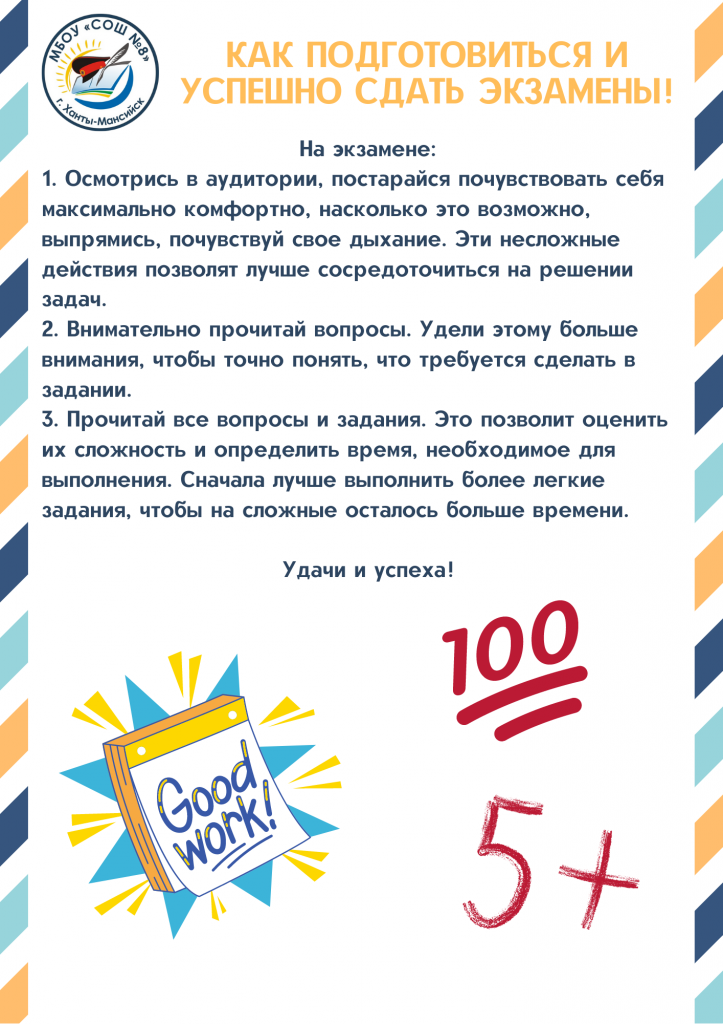 МБОУ «СОШ №8»
г. Ханты-Мансийск
КАК ПОДГОТОВИТЬСЯ И
УСПЕШНО СДАТЬ ЭКЗАМЕНЫ!
На экзамене:
1. Осмотрись в аудитории, постарайся почувствовать себя
максимально комфортно, насколько это возможно,
выпрямись, почувствуй свое дыхание. Эти несложные
действия позволят лучше сосредоточиться на решении
задач.
2. Внимательно прочитай вопросы. Удели этому больше
внимания, чтобы точно понять, что требуется сделать в
задании.
3. Прочитай все вопросы и задания. Это позволит оценить
их сложность и определить время, необходимое для
выполнения. Сначала лучше выполнить более легкие
задания, чтобы на сложные осталось больше времени.
Удачи и успеха!
100
Good
work!
5+